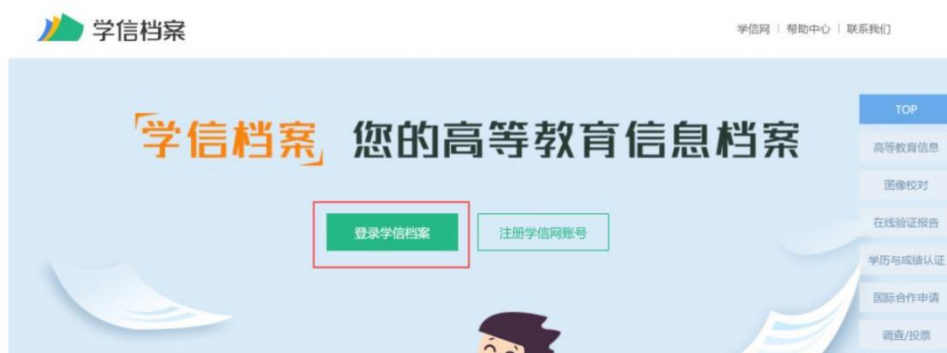 学信档案
学信网 | 帮助中心 | 联系我们
「学信档案」 您的高等教育信息档案
登录学信档案
注册学信网账号
TOP
高等教育信息
图像校对
在线验证报告
学历与成绩认证
国际合作申请
调查/投票